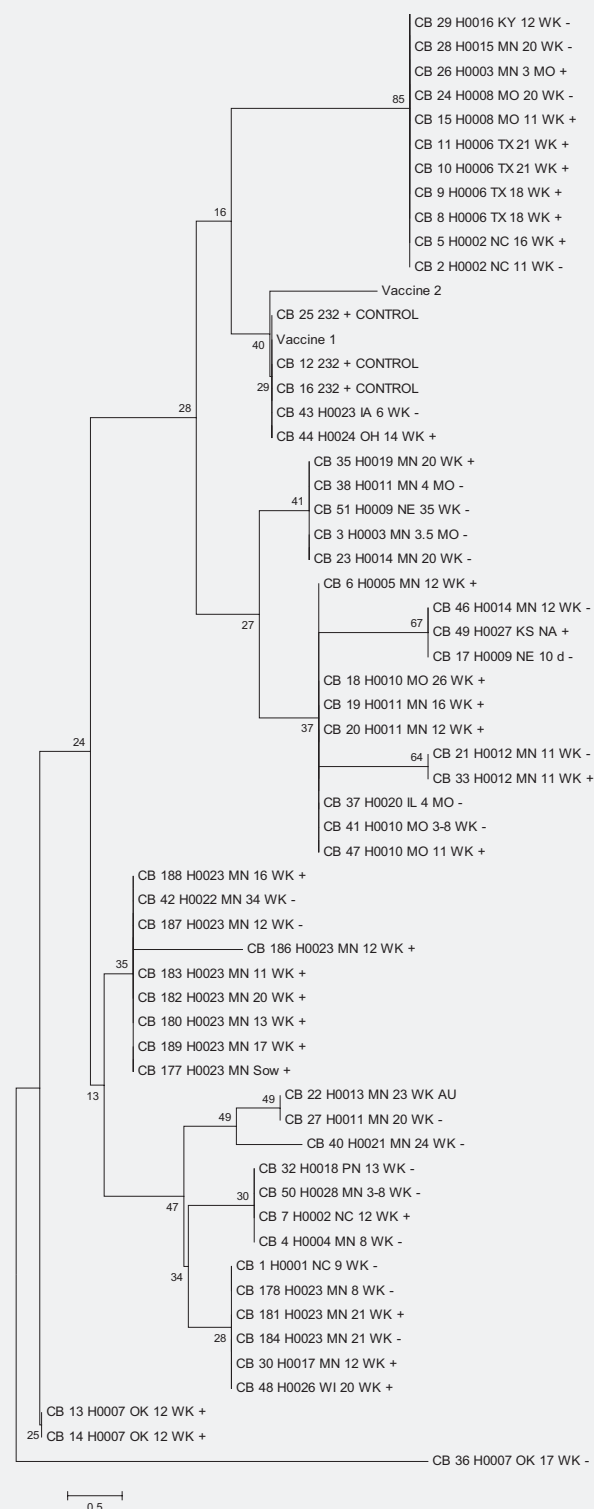 CB 29 H0016 KY 12 WK -
CB 28 H0015 MN 20 WK -
CB 26 H0003 MN 3 MO +
CB 24 H0008 MO 20 WK -
85
CB 15 H0008 MO 11 WK +
CB 11 H0006 TX 21 WK +
CB 10 H0006 TX 21 WK +
CB 9 H0006 TX 18 WK +
CB 8 H0006 TX 18 WK +
16
CB 5 H0002 NC 16 WK +
CB 2 H0002 NC 11 WK -
Vaccine 2
CB 25 232 + CONTROL
Vaccine 1
40
CB 12 232 + CONTROL
29
CB 16 232 + CONTROL
28
CB 43 H0023 IA 6 WK -
CB 44 H0024 OH 14 WK +
CB 35 H0019 MN 20 WK +
CB 38 H0011 MN 4 MO -
41
CB 51 H0009 NE 35 WK -
CB 3 H0003 MN 3.5 MO -
CB 23 H0014 MN 20 WK -
CB 6 H0005 MN 12 WK +
CB 46 H0014 MN 12 WK -
27
67
CB 49 H0027 KS NA +
CB 17 H0009 NE 10 d -
CB 18 H0010 MO 26 WK +
CB 19 H0011 MN 16 WK +
37
CB 20 H0011 MN 12 WK +
24
64
CB 21 H0012 MN 11 WK -
CB 33 H0012 MN 11 WK +
CB 37 H0020 IL 4 MO -
CB 41 H0010 MO 3-8 WK -
CB 47 H0010 MO 11 WK +
CB 188 H0023 MN 16 WK +
CB 42 H0022 MN 34 WK -
CB 187 H0023 MN 12 WK -
CB 186 H0023 MN 12 WK +
35
CB 183 H0023 MN 11 WK +
CB 182 H0023 MN 20 WK +
CB 180 H0023 MN 13 WK +
CB 189 H0023 MN 17 WK +
CB 177 H0023 MN Sow +
13
CB 22 H0013 MN 23 WK AU
49
49
CB 27 H0011 MN 20 WK -
CB 40 H0021 MN 24 WK -
CB 32 H0018 PN 13 WK -
CB 50 H0028 MN 3-8 WK -
30
47
CB 7 H0002 NC 12 WK +
CB 4 H0004 MN 8 WK -
CB 1 H0001 NC 9 WK -
34
CB 178 H0023 MN 8 WK -
CB 181 H0023 MN 21 WK +
28
CB 184 H0023 MN 21 WK -
CB 30 H0017 MN 12 WK +
CB 48 H0026 WI 20 WK +
CB 13 H0007 OK 12 WK +
25
CB 14 H0007 OK 12 WK +
CB 36 H0007 OK 17 WK -
0.5